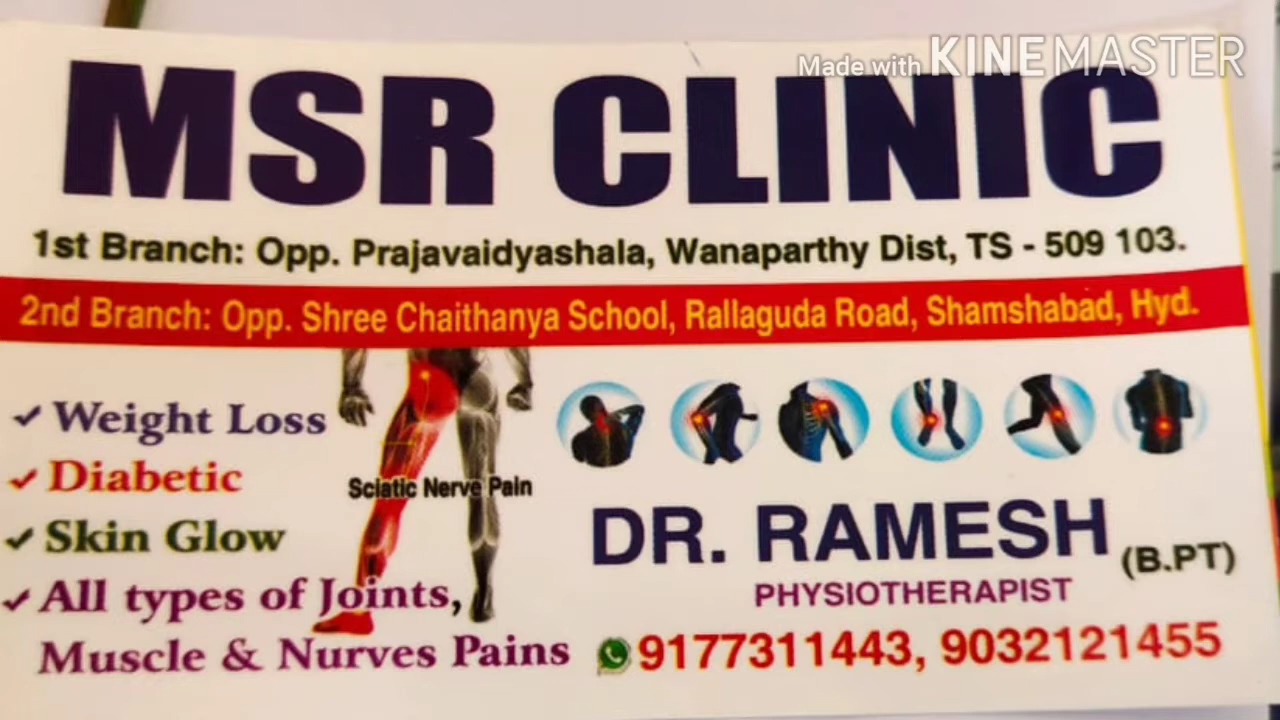 Made with KINEMASTER
MSR CLINIC
1st Branch: Opp. Prajavaidyashala, Wanaparthy Dist, TS - 509 103.
2nd Branch: Opp. Shree Chaithanya School, Rallaguda Road, Shamshabad, Hyd.
✓ Weight Loss
✓ Diabetic
✓ Skin Glow
✓ All types of Joints,
Muscle & Nurves Pains
Sciatic Nerve Pain
DR. RAMESH (B.PT)
PHYSIOTHERAPIST
9177311443, 9032121455